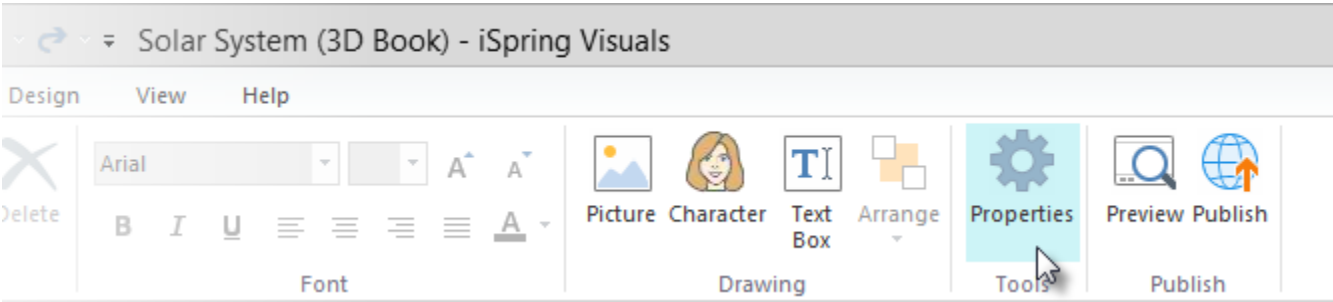 Solar System (3D Book) - iSpring Visuals
Design View Help
Arial A A
Delete B I U A
Picture Character Text Box Arrange Properties Preview Publish
Font Drawing Tools Publish